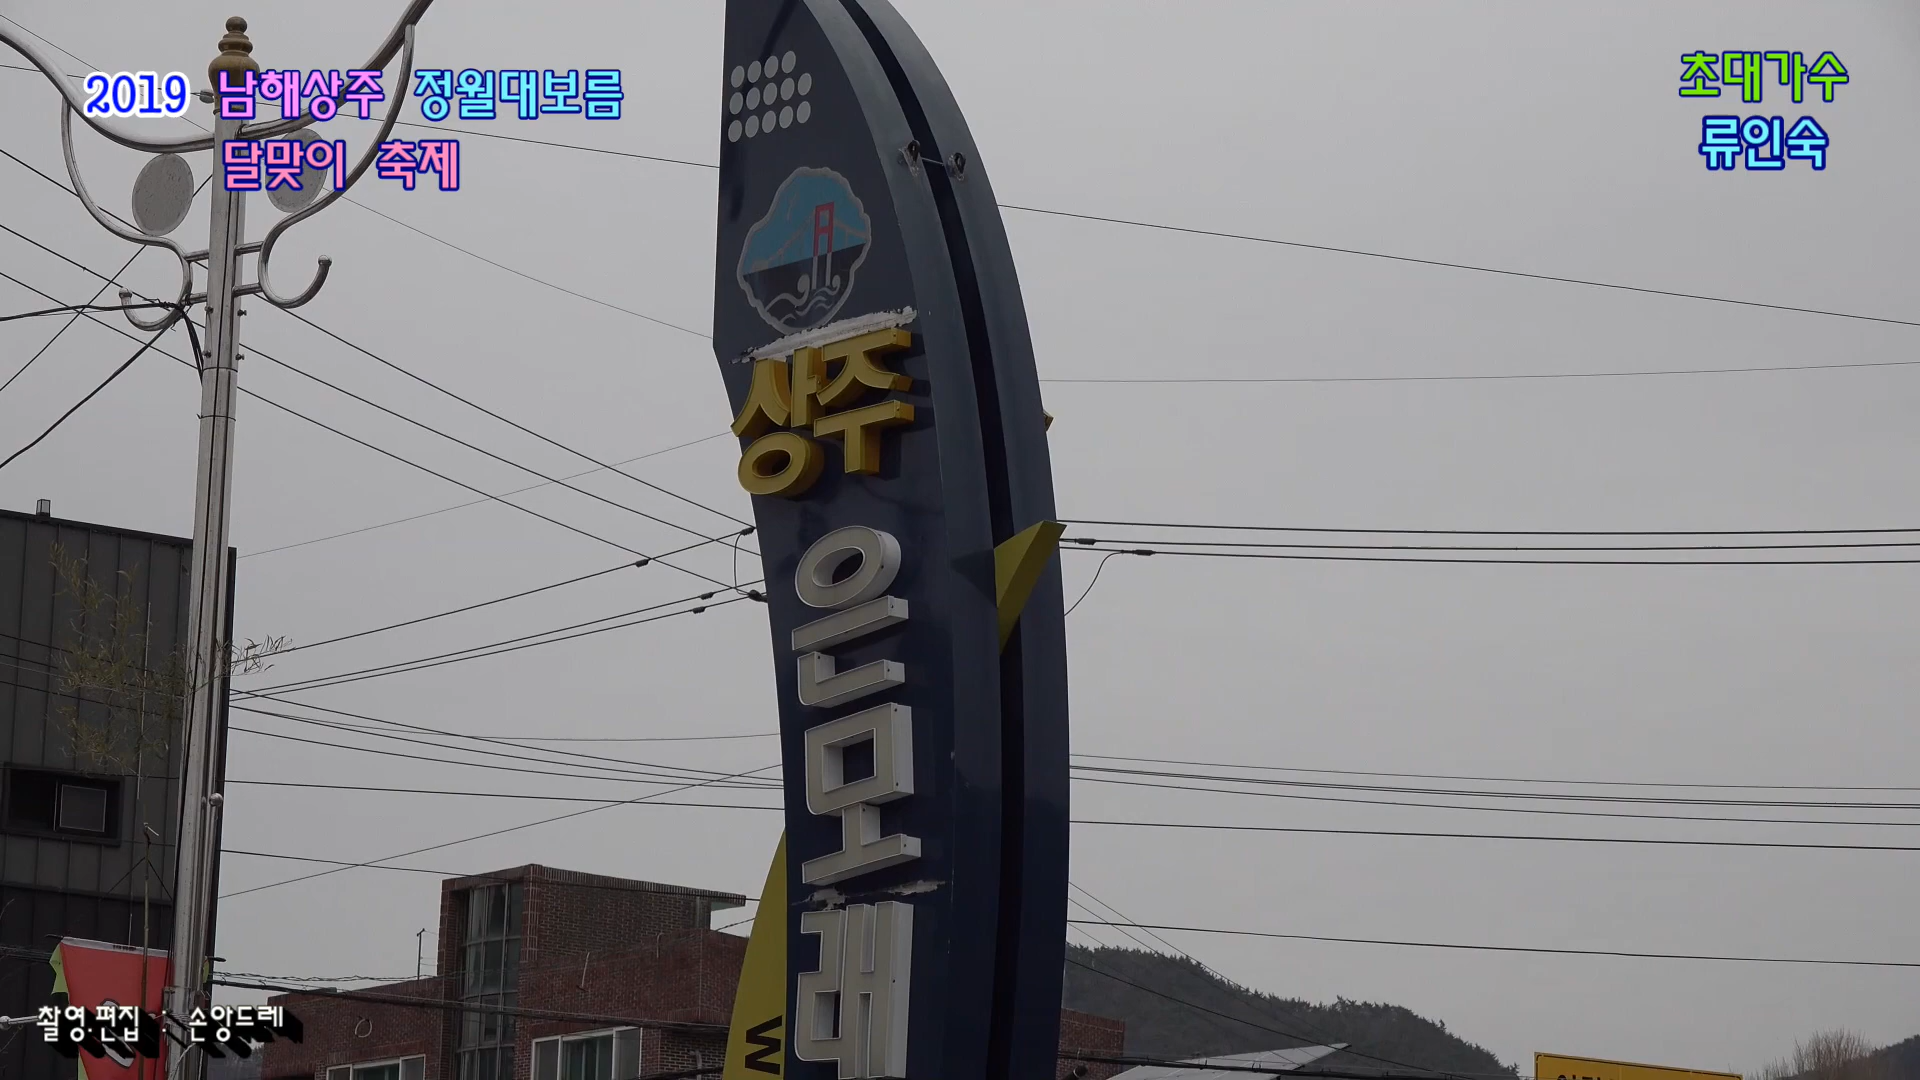 2019 남해상주 정월대보름
달맞이 축제
초대가수
류인숙
상주
은모래
W
촬영.편집 : 손앙드레